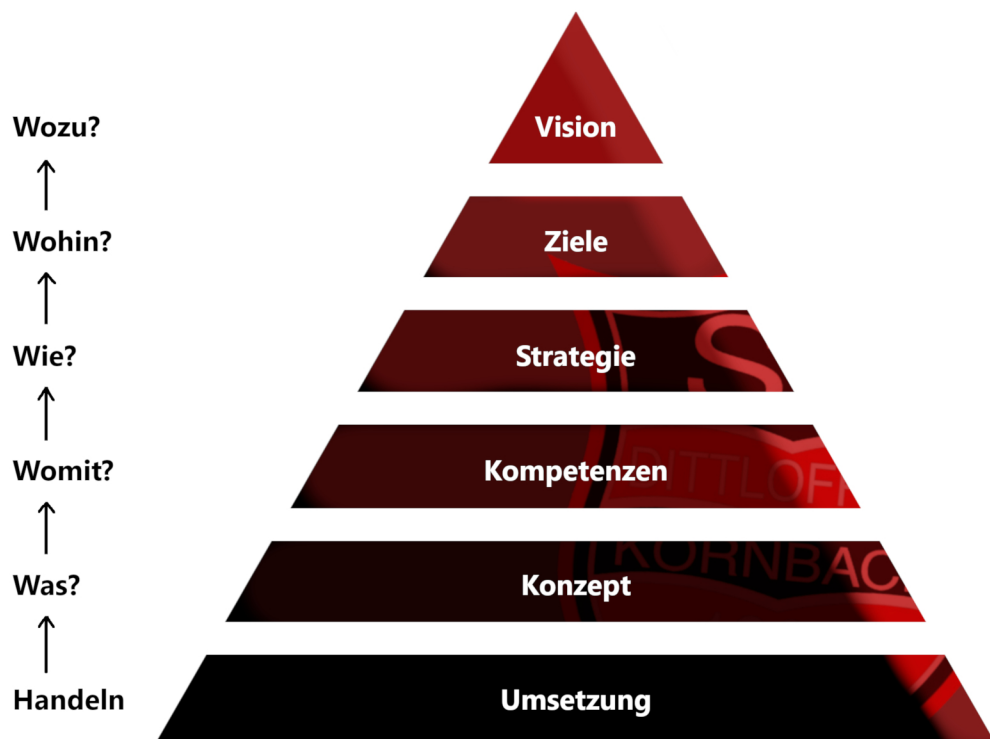 Wozu?
Vision
Wohin?
Ziele
Wie?
Strategie
S
Womit?
Kompetenzen
Was?
Konzept
Handeln
Umsetzung